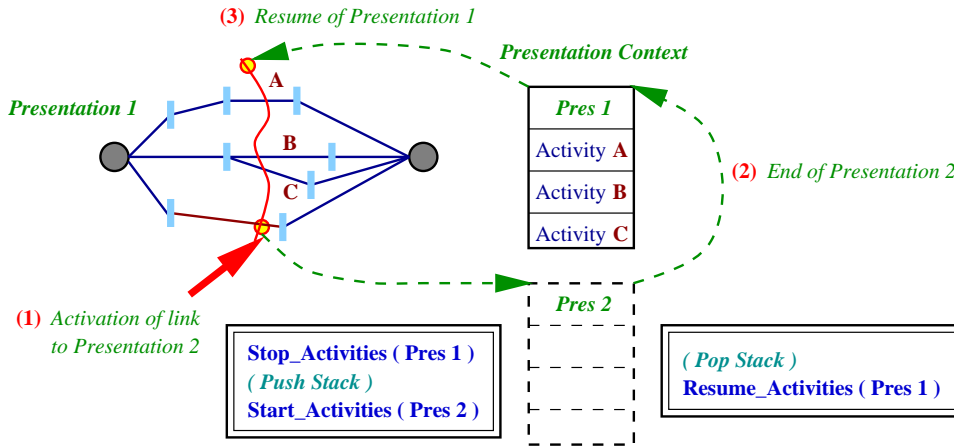 (3) Resume of Presentation 1
Presentation Context
A
Presentation 1
Pres 1
B
Activity A
(2) End of Presentation 2
C
Activity B
Activity C
(1) Activation of link
to Presentation 2
Pres 2
Stop_Activities ( Pres 1 )
( Push Stack )
Start_Activities ( Pres 2 )
( Pop Stack )
Resume_Activities ( Pres 1 )